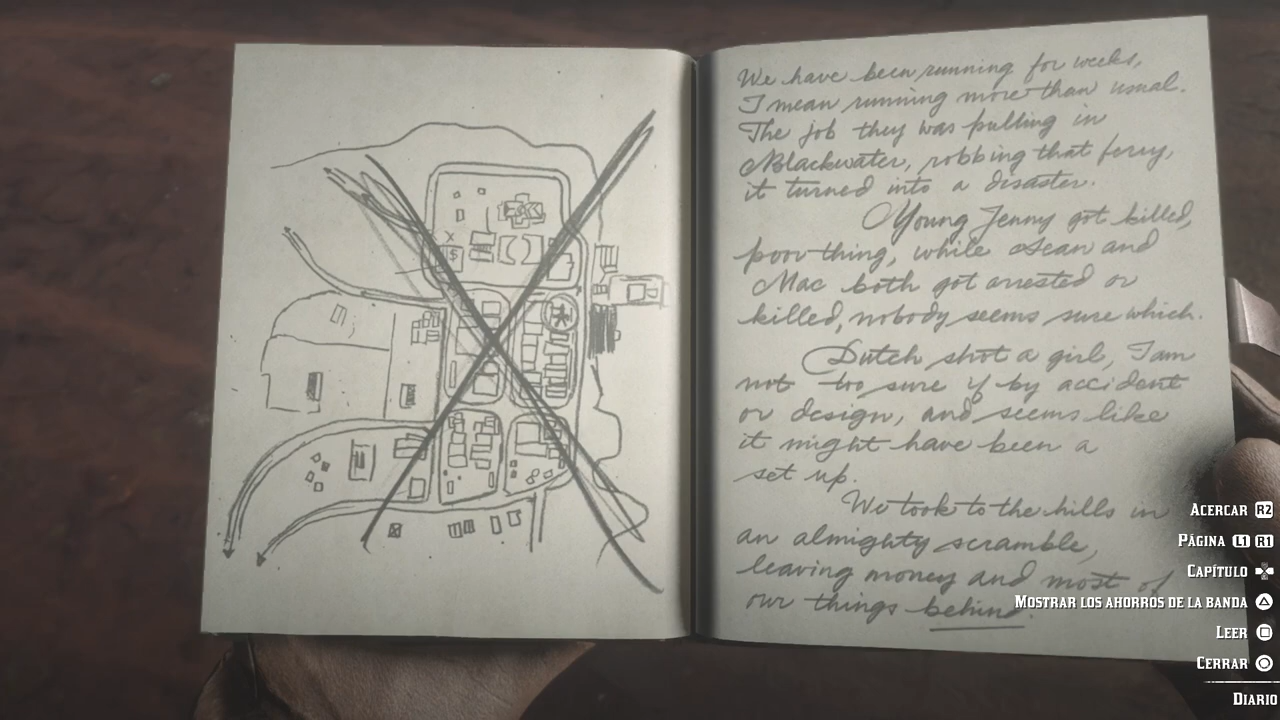 We have been running for weeks,
I mean running more than usual.
The job they was pulling in
Blackwater, robbing that ferry,
it turned into a disaster.
Young Jenny got killed,
poor thing, while Sean and
Mac both got arrested or
killed, nobody seems sure which.
Dutch shot a girl, I am
not too sure if by accident
or design, and seems like
it might have been a
set up.
We took to the hills in
an almighty scramble,
leaving money and most of
our things behind.
$
ACERCAR R2
PÁGINA L1 R1
CAPÍTULO
MOSTRAR LOS AHORROS DE LA BANDA
LEER
CERRAR
DIARIO